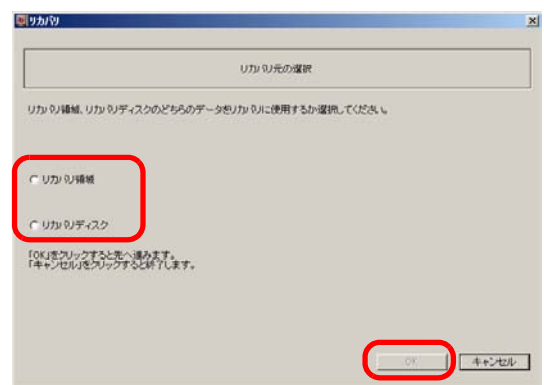 リカバリ
リカバリ元の選択
リカバリ領域、リカバリディスクのどちらのデータをリカバリに使用するか選択してください。
リカバリ領域
リカバリディスク
「OK」をクリックすると先へ進みます。
「キャンセル」をクリックすると終了します。
OK キャンセル